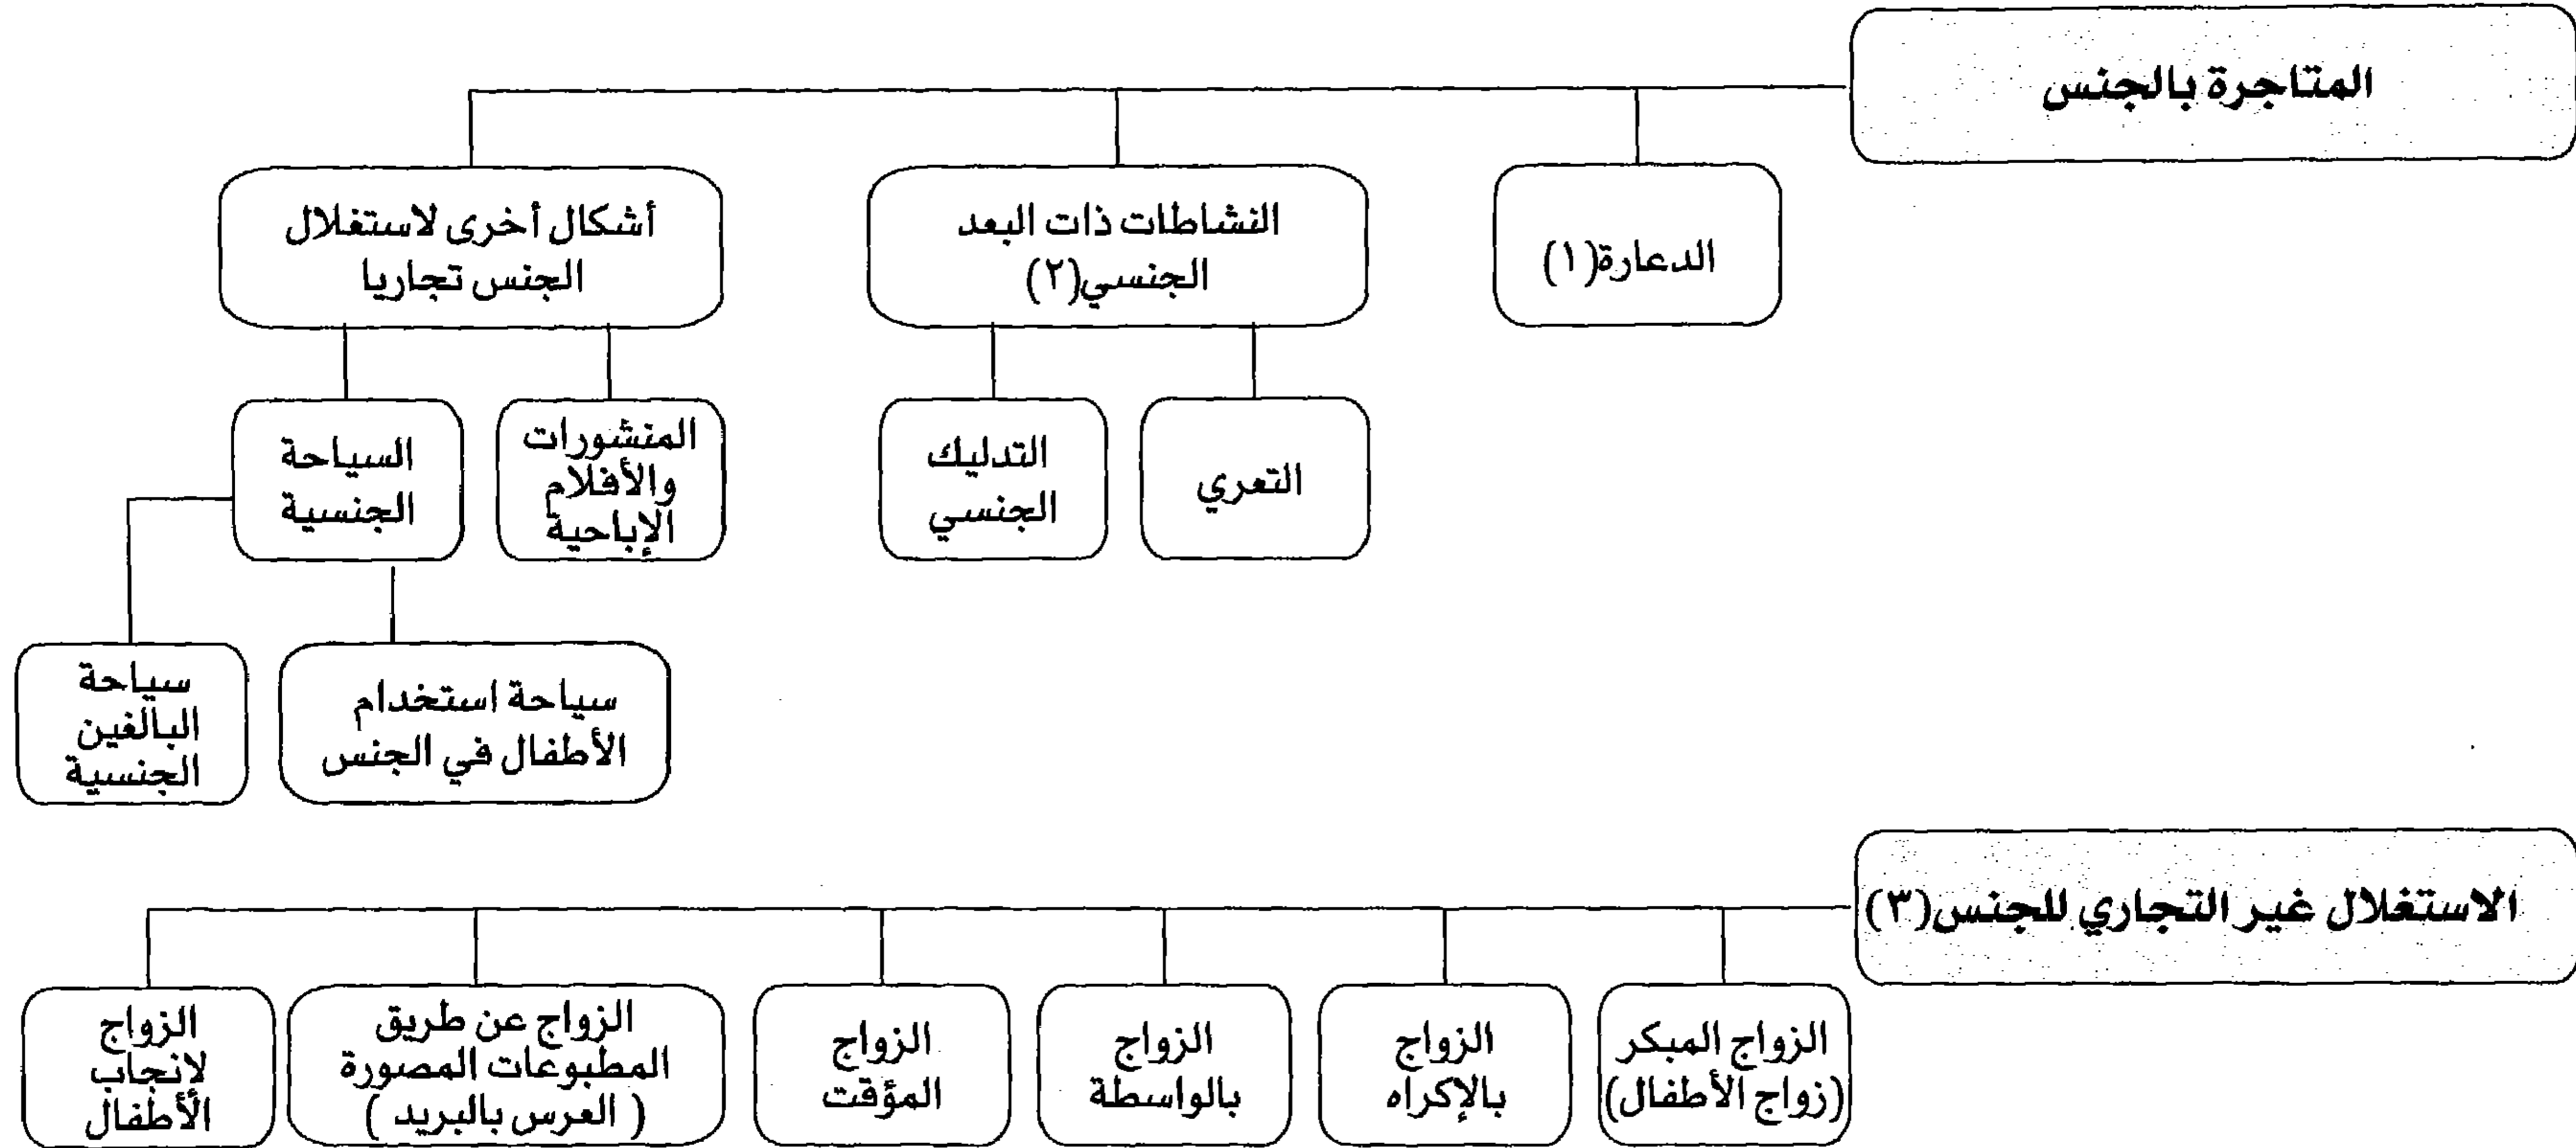 المتاجرة بالجنس
الدعارة(١)
النشاطات ذات البعد
الجنسي(٢)
أشكال أخرى لاستغلال
الجنس تجاريا
التعري
التدليك
الجنسي
المنشورات
والأفلام
الإباحية
السياحة
الجنسية
سياحة استخدام
الأطفال في الجنس
سياحة
البالغين
الجنسية
الاستغلال غير التجاري للجنس(٣)
الزواج المبكر
(زواج الأطفال)
الزواج
بالإكراه
الزواج
بالواسطة
الزواج
المؤقت
الزواج عن طريق
المطبوعات المصورة
( العرس بالبريد )
الزواج
لانجاب
الأطفال